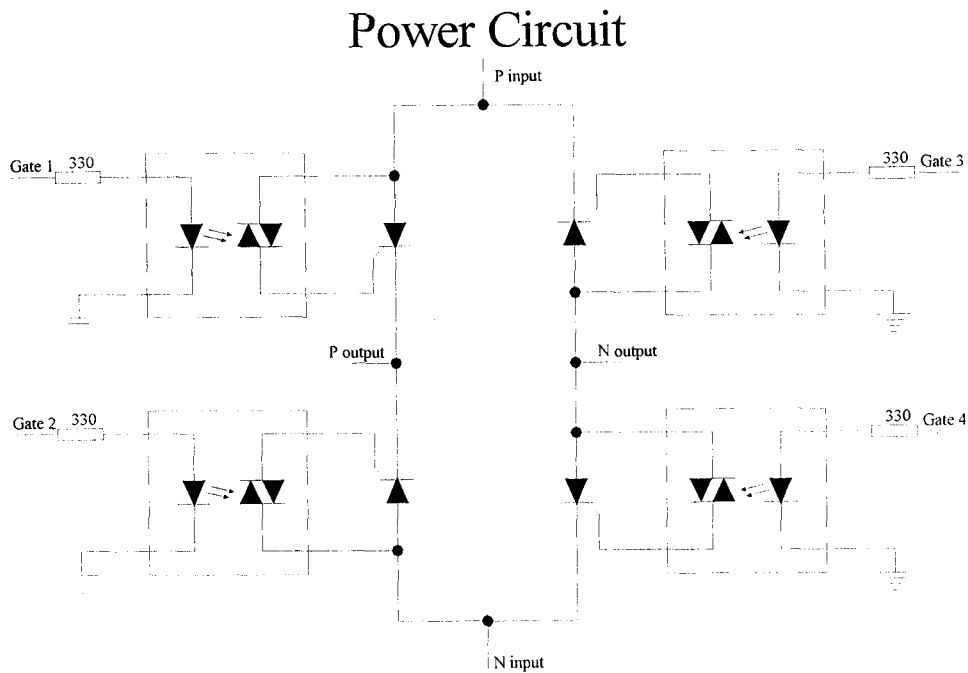 Power Circuit
P input
Gate 1 330
330 Gate 3
P output
N output
Gate 2 330
330 Gate 4
N input